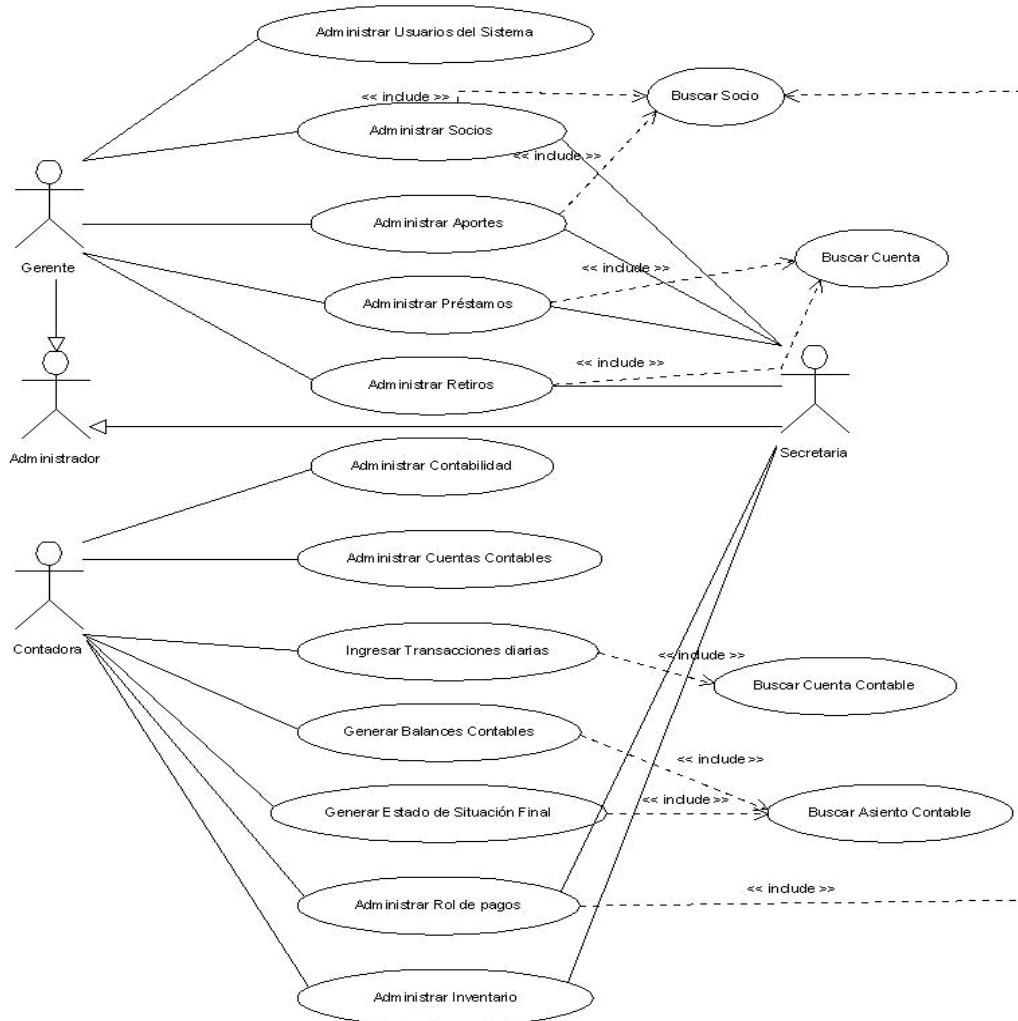 Administrar Usuarios del Sistema
<< include >>
Buscar Socio
Administrar Socios
<< include >>
Administrar Aportes
Gerente
<< include >>
Buscar Cuenta
Administrar Préstamos
<< include >>
Administrar Retiros
Administrador
Secretaria
Administrar Contabilidad
Administrar Cuentas Contables
Contadora
Ingresar Transacciones diarias
<< include >>
Buscar Cuenta Contable
Generar Balances Contables
<< include >>
<< include >>
Generar Estado de Situación Final
Buscar Asiento Contable
<< include >>
Administrar Rol de pagos
Administrar Inventario